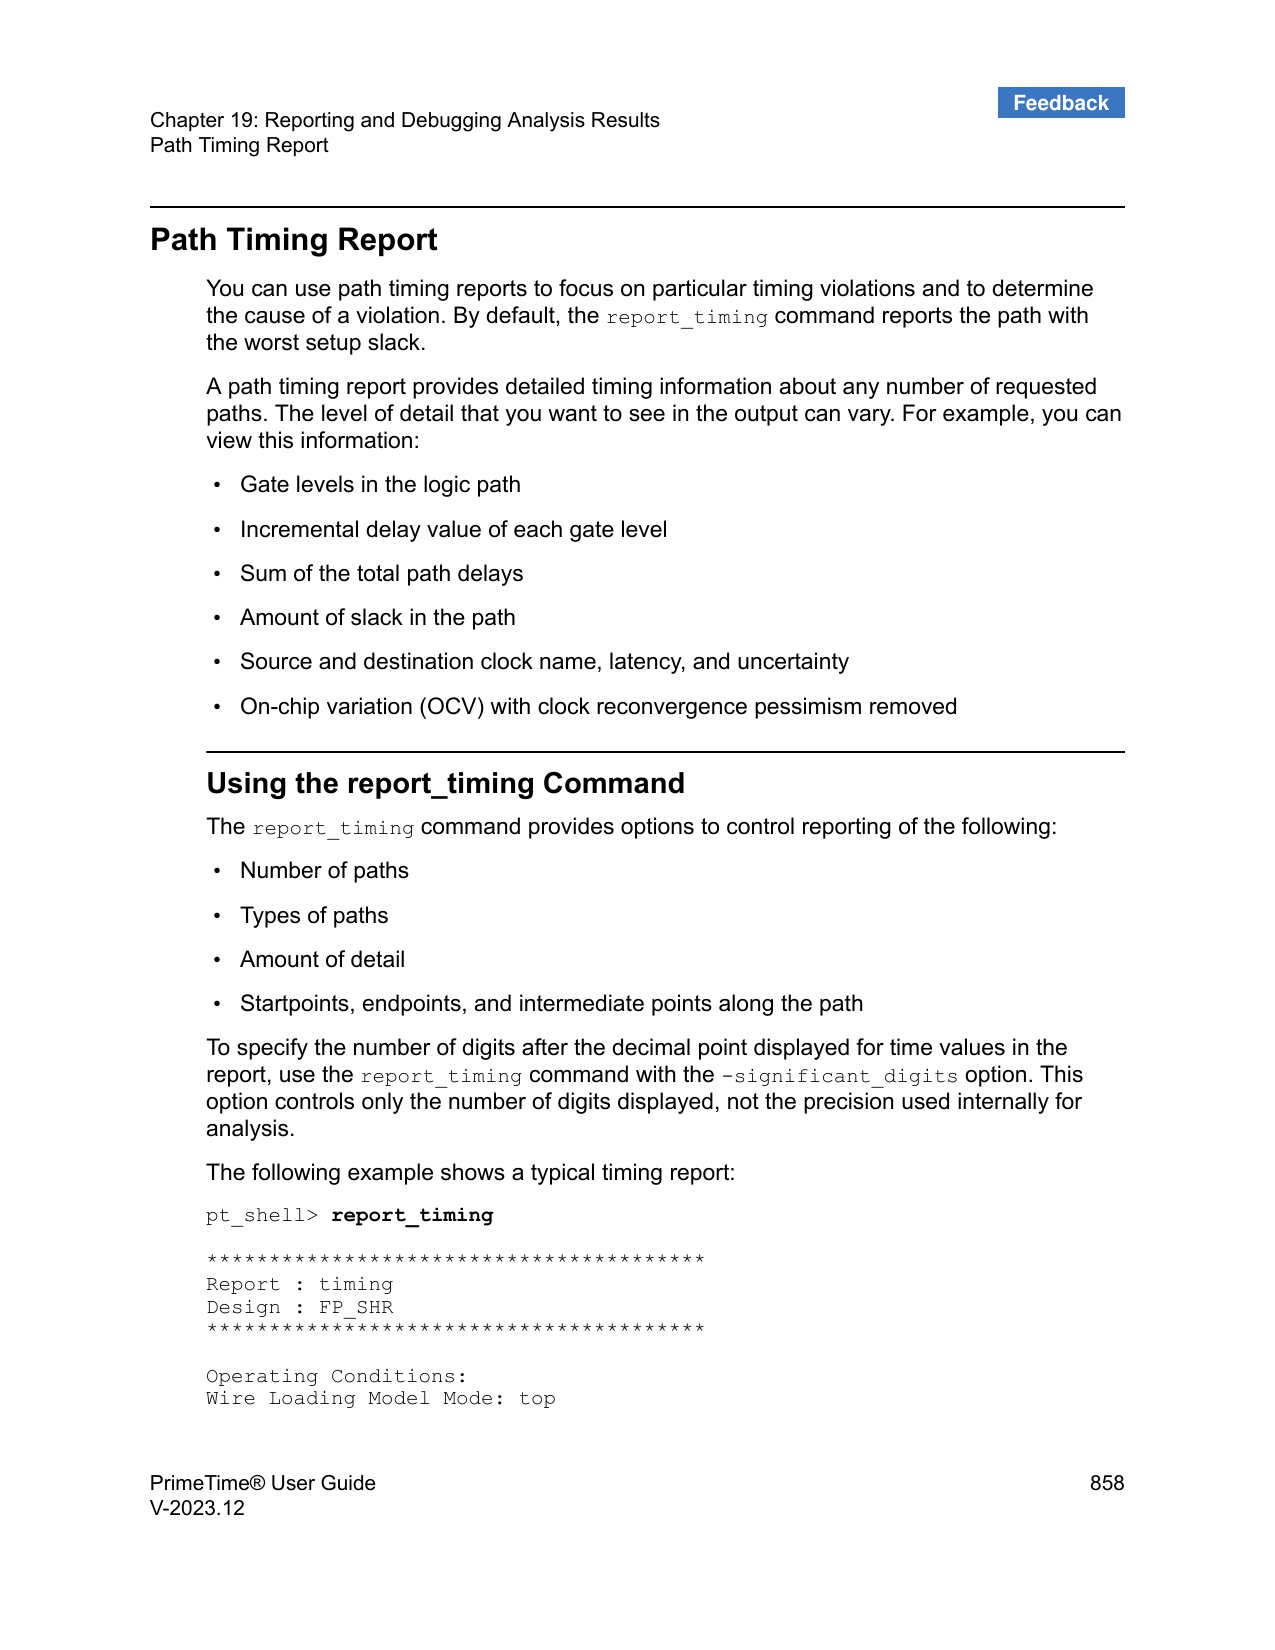 Feedback
Chapter 19: Reporting and Debugging Analysis Results
Path Timing Report
Path Timing Report
You can use path timing reports to focus on particular timing violations and to determine
the cause of a violation. By default, the report_timing command reports the path with
the worst setup slack.
A path timing report provides detailed timing information about any number of requested
paths. The level of detail that you want to see in the output can vary. For example, you can
view this information:
• Gate levels in the logic path
• Incremental delay value of each gate level
• Sum of the total path delays
• Amount of slack in the path
• Source and destination clock name, latency, and uncertainty
• On-chip variation (OCV) with clock reconvergence pessimism removed
Using the report_timing Command
The report_timing command provides options to control reporting of the following:
• Number of paths
• Types of paths
• Amount of detail
• Startpoints, endpoints, and intermediate points along the path
To specify the number of digits after the decimal point displayed for time values in the
report, use the report_timing command with the -significant_digits option. This
option controls only the number of digits displayed, not the precision used internally for
analysis.
The following example shows a typical timing report:
pt_shell> report_timing
****************************************
Report : timing
Design : FP_SHR
****************************************
Operating Conditions:
Wire Loading Model Mode: top
PrimeTime® User Guide 858
V-2023.12